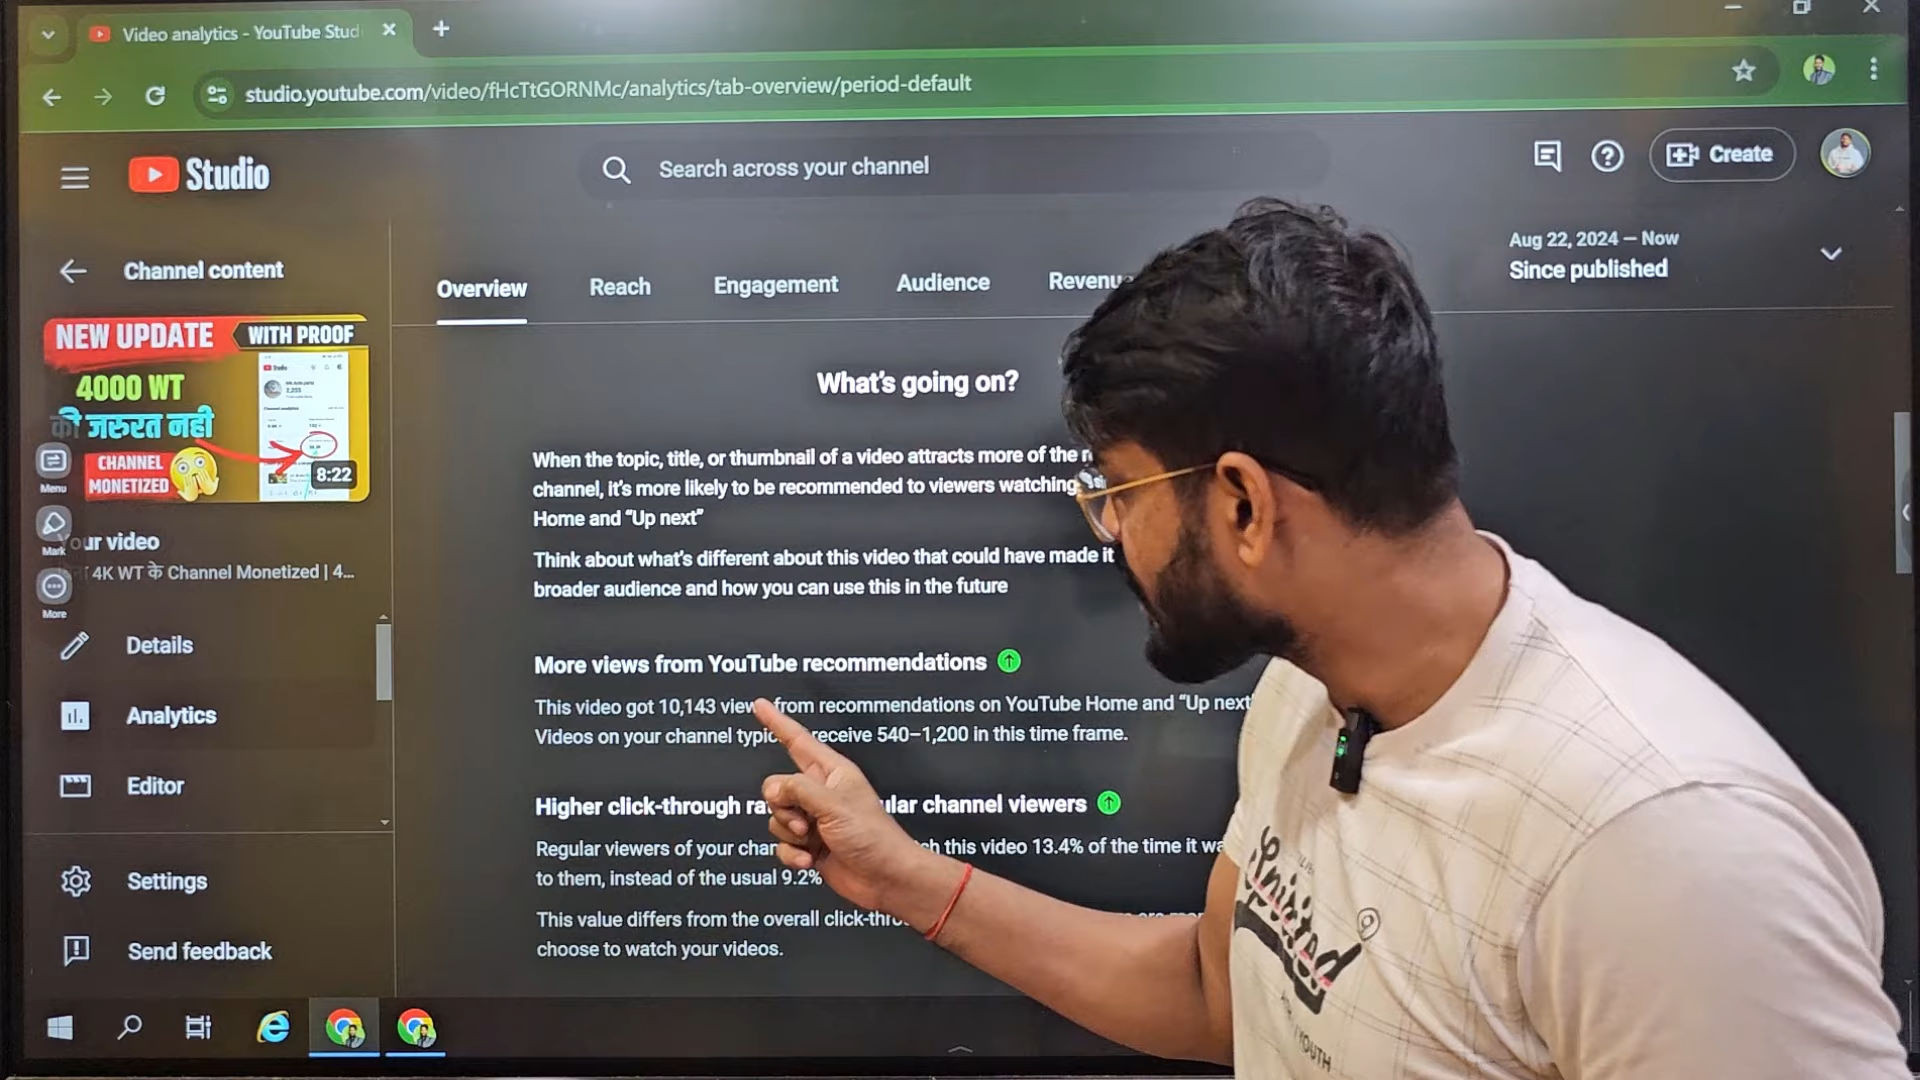 Video analytics - YouTube Stud
studio.youtube.com/video/fHcTtGORNMc/analytics/tab-overview/period-default
Studio
Search across your channel
Create
Channel content
Overview
Reach
Engagement
Audience
Revenu
Aug 22, 2024 – Now
Since published
NEW UPDATE
WITH PROOF
4000 WT
की जरुरत नही
CHANNEL
MONETIZED
8:22
Menu
Mark
More
Your video
4K WT के Channel Monetized | 4...
Details
Analytics
Editor
Settings
Send feedback
What's going on?
When the topic, title, or thumbnail of a video attracts more of the
channel, it's more likely to be recommended to viewers watching
Home and “Up next”
Think about what's different about this video that could have made it
broader audience and how you can use this in the future
More views from YouTube recommendations
This video got 10,143 views from recommendations on YouTube Home and “Up next
Videos on your channel typic receive 540–1,200 in this time frame.
Higher click-through ra ular channel viewers
Regular viewers of your chan ch this video 13.4% of the time it wa
to them, instead of the usual 9.2%
This value differs from the overall click-thro
choose to watch your videos.
YOUTH